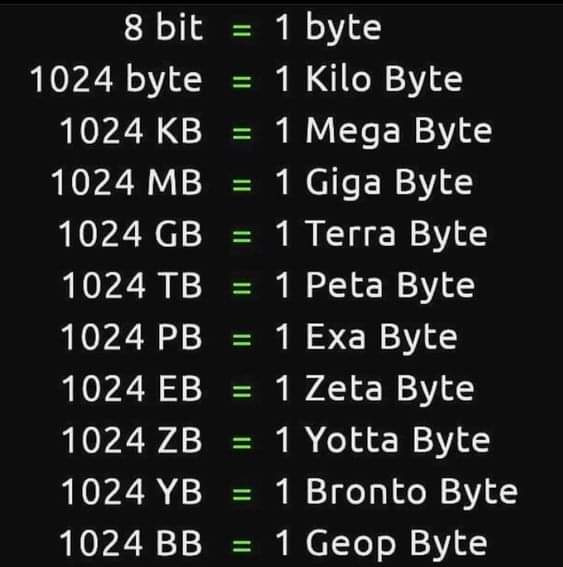 8 bit = 1 byte
1024 byte = 1 Kilo Byte
1024 KB = 1 Mega Byte
1024 MB = 1 Giga Byte
1024 GB = 1 Terra Byte
1024 TB = 1 Peta Byte
1024 PB = 1 Exa Byte
1024 EB = 1 Zeta Byte
1024 ZB = 1 Yotta Byte
1024 YB = 1 Bronto Byte
1024 BB = 1 Geop Byte